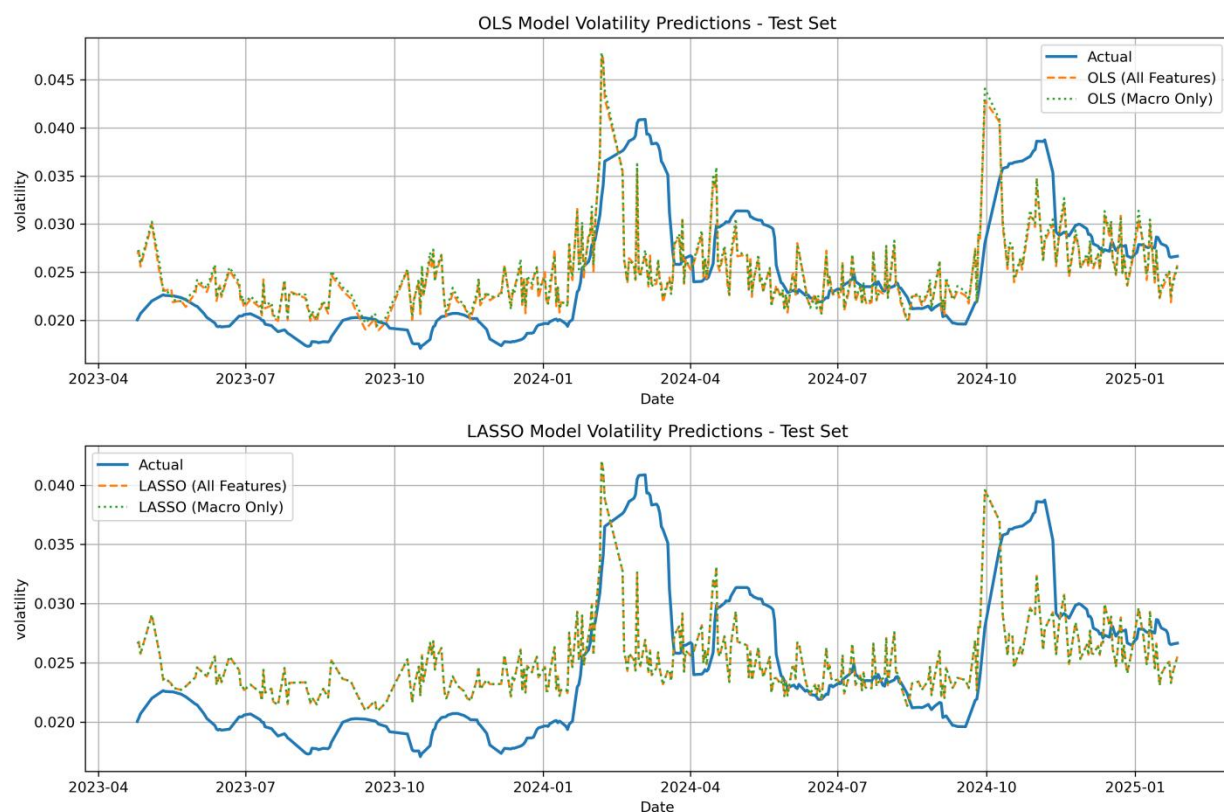 OLS Model Volatility Predictions - Test Set
Actual
OLS (All Features)
OLS (Macro Only)
volatility
0.045
0.040
0.035
0.030
0.025
0.020
2023-04 2023-07 2023-10 2024-01 2024-04 2024-07 2024-10 2025-01
Date
LASSO Model Volatility Predictions - Test Set
Actual
LASSO (All Features)
LASSO (Macro Only)
volatility
0.040
0.035
0.030
0.025
0.020
2023-04 2023-07 2023-10 2024-01 2024-04 2024-07 2024-10 2025-01
Date